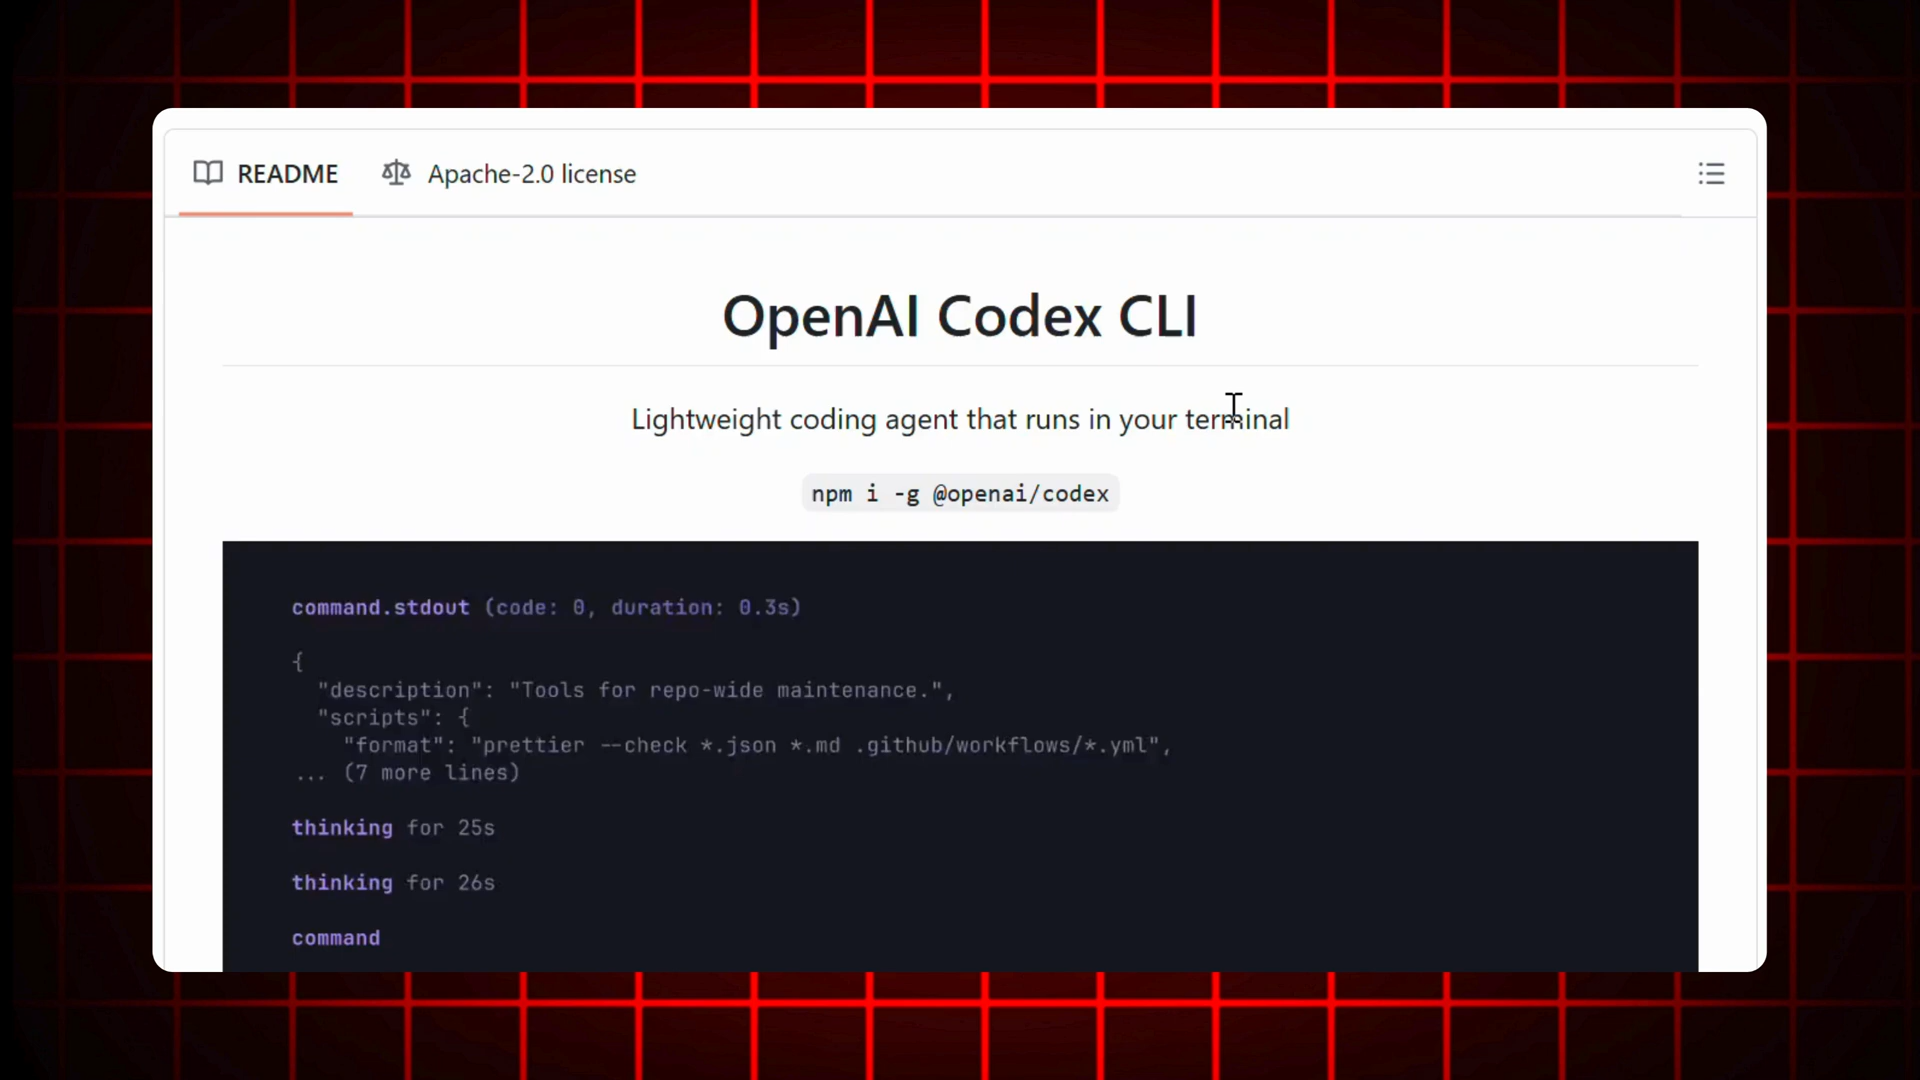 README
Apache-2.0 license
OpenAI Codex CLI
Lightweight coding agent that runs in your terminal
npm i -g @openai/codex
command.stdout (code: 0, duration: 0.3s)
{
"description": "Tools for repo-wide maintenance.",
"scripts": {
"format": "prettier --check *.json *.md .github/workflows/*.yml",
... (7 more lines)
thinking for 25s
thinking for 26s
command